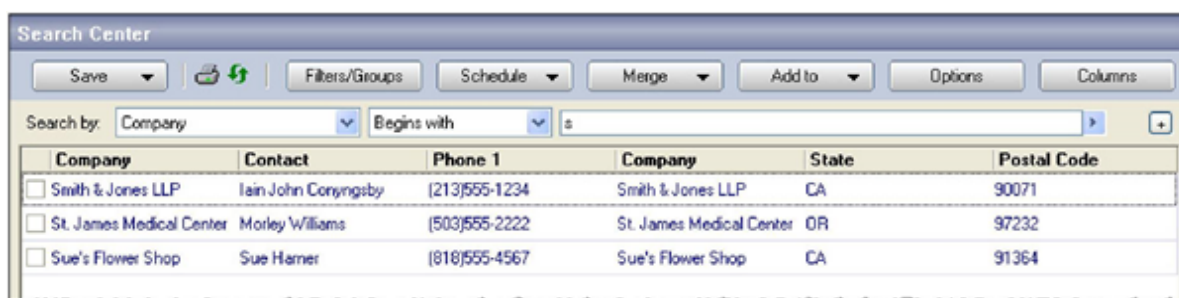 Search Center
Save Filters/Groups Schedule Merge Add to Options Columns
Search by: Company Begins with s
Company Contact Phone 1 Company State Postal Code
Smith & Jones LLP Iain John Conyngsby (213)555-1234 Smith & Jones LLP CA 90071
St. James Medical Center Morley Williams (503)555-2222 St. James Medical Center OR 97232
Sue's Flower Shop Sue Harner (818)555-4567 Sue's Flower Shop CA 91364